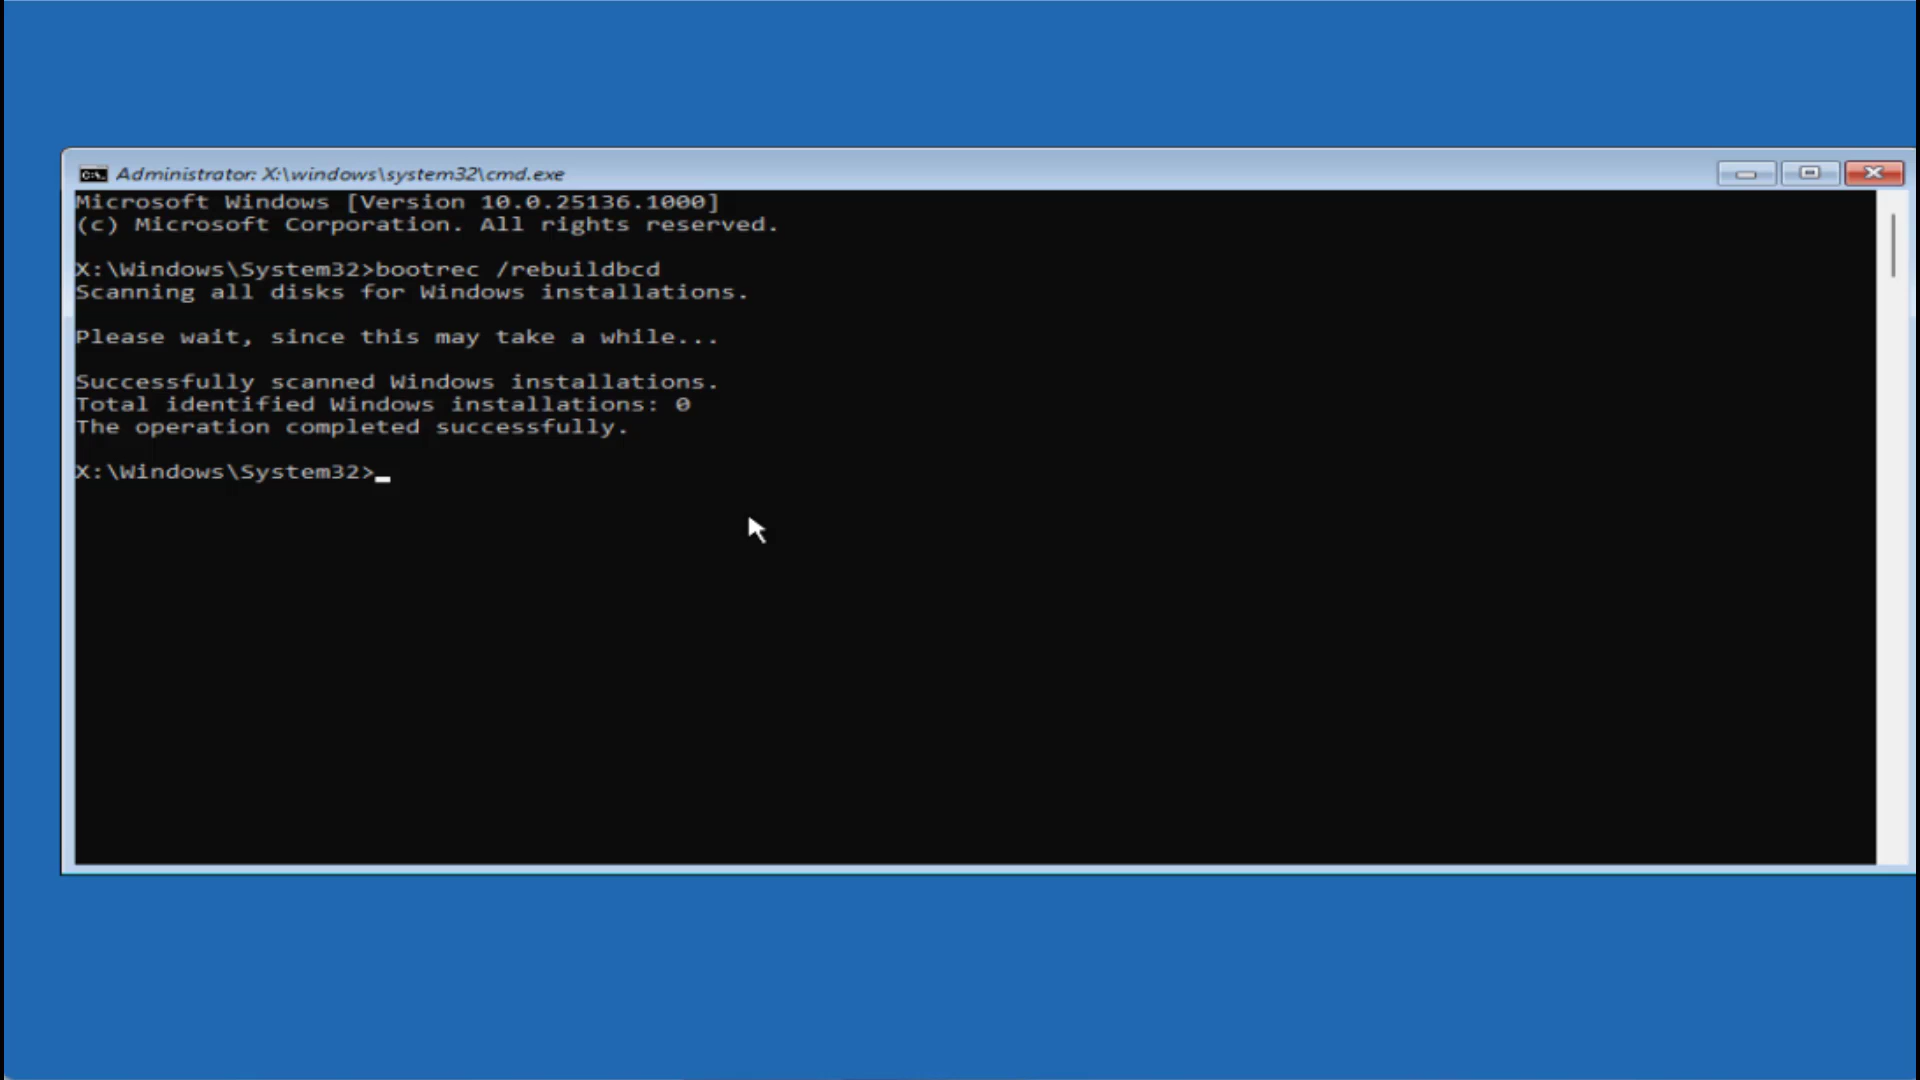 Administrator: X:\windows\system32\cmd.exe
Microsoft Windows [Version 10.0.25136.1000]
(c) Microsoft Corporation. All rights reserved.
X:\Windows\System32>bootrec /rebuildbcd
Scanning all disks for Windows installations.
Please wait, since this may take a while...
Successfully scanned Windows installations.
Total identified Windows installations: 0
The operation completed successfully.
X:\Windows\System32>